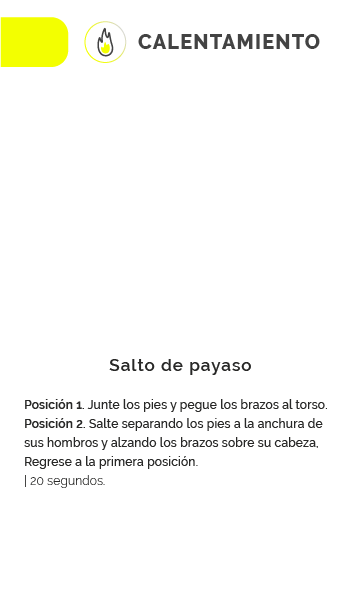 CALENTAMIENTO
Salto de payaso
Posición 1. Junte los pies y pegue los brazos al torso.
Posición 2. Salte separando los pies a la anchura de
sus hombros y alzando los brazos sobre su cabeza,
Regrese a la primera posición.
| 20 segundos.